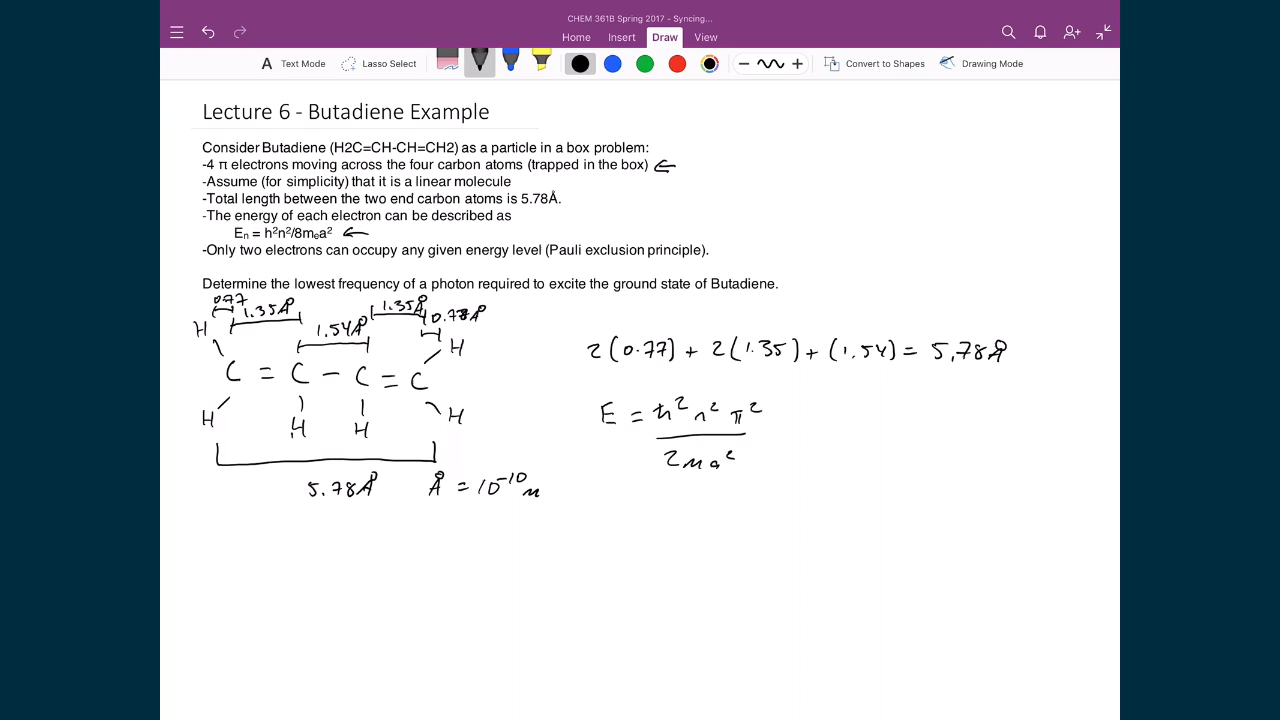 CHEM 361B Spring 2017 - Syncing...
Home Insert Draw View
A Text Mode Lasso Select Convert to Shapes Drawing Mode
Lecture 6 - Butadiene Example
Consider Butadiene (H2C=CH-CH=CH2) as a particle in a box problem:
-4 π electrons moving across the four carbon atoms (trapped in the box)
-Assume (for simplicity) that it is a linear molecule
-Total length between the two end carbon atoms is 5.78Å.
-The energy of each electron can be described as
Eₙ = h²n²/8mₑa²
-Only two electrons can occupy any given energy level (Pauli exclusion principle).
Determine the lowest frequency of a photon required to excite the ground state of Butadiene.
0.77 1.35Å 1.54Å 1.35Å
H H
2(0.77) + 2(1.35) + (1.54) = 5.78Å
C = C - C = C
H H H H
E = ħ² n² π²
2ma²
5.78Å Å = 10⁻¹⁰ m